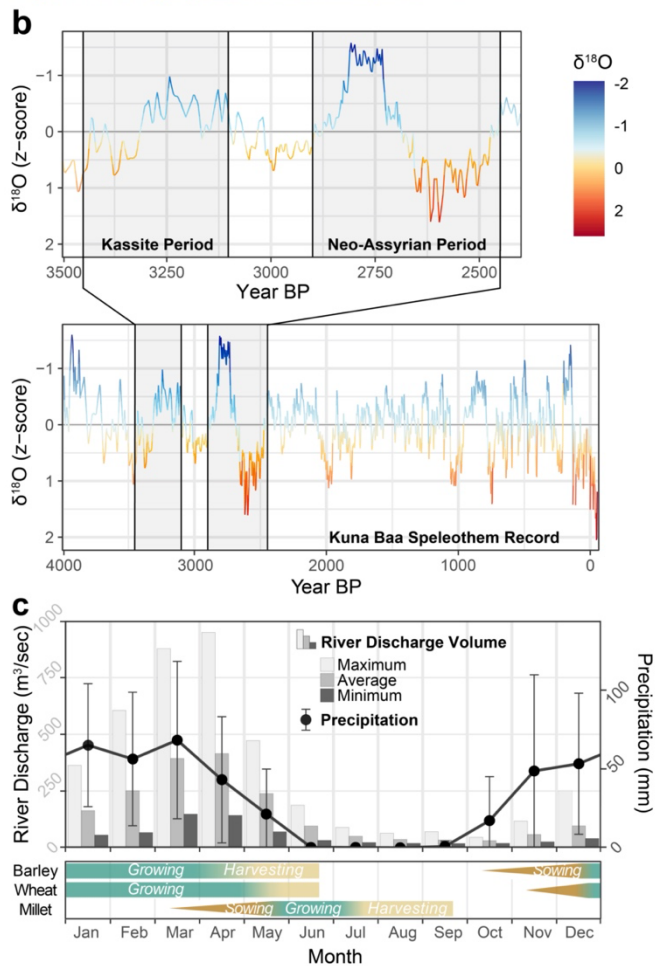 b
δ¹⁸O
-2
-1
0
1
2
δ¹⁸O (z−score)
−1
0
1
2
Kassite Period
Neo-Assyrian Period
3500
3250
3000
2750
2500
Year BP
δ¹⁸O (z−score)
−1
0
1
2
Kuna Baa Speleothem Record
4000
3000
2000
1000
0
Year BP
c
River Discharge (m³/sec)
1000
750
500
250
0
River Discharge Volume
Maximum
Average
Minimum
Precipitation
Precipitation (mm)
100
50
0
Barley
Growing
Harvesting
Sowing
Wheat
Growing
Millet
Sowing
Growing
Harvesting
Jan Feb Mar Apr May Jun Jul Aug Sep Oct Nov Dec
Month